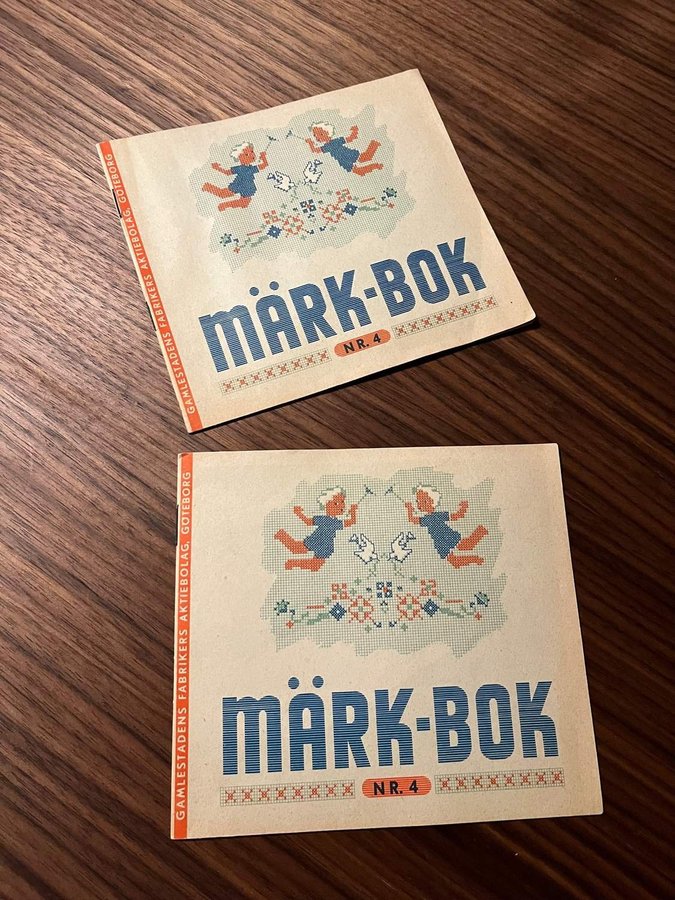 GAMLESTADENS FABRIKERS AKTIEBOLAG, GÖTEBORG
MÄRK-BOK
NR. 4
GAMLESTADENS FABRIKERS AKTIEBOLAG, GÖTEBORG
MÄRK-BOK
NR. 4